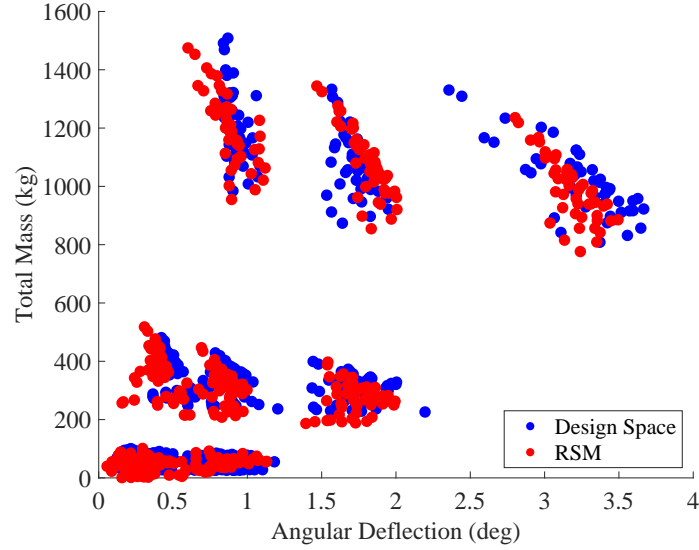 1600
1400
1200
1000
800
600
400
200
0
Total Mass (kg)
0 0.5 1 1.5 2 2.5 3 3.5 4
Angular Deflection (deg)
Design Space
RSM